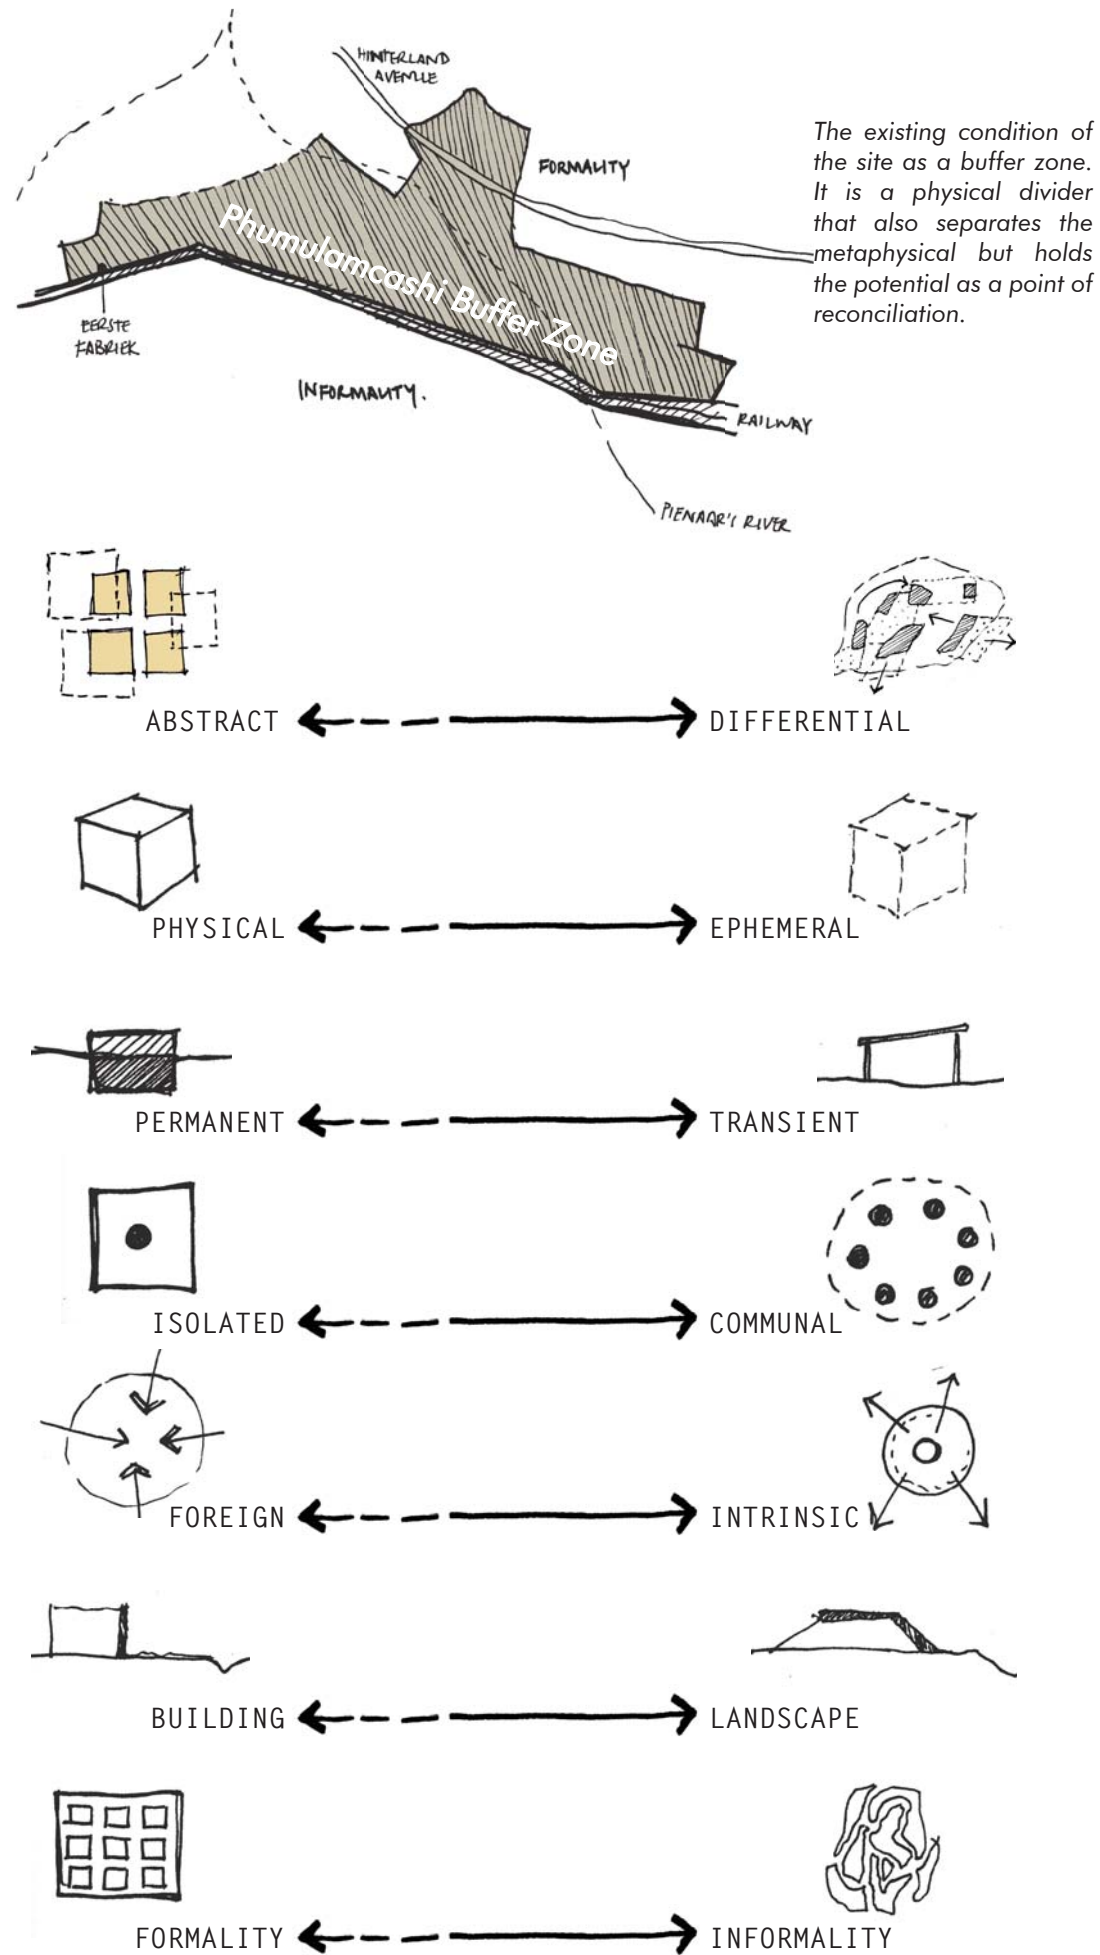 HINTERLAND
AVENUE
FORMALITY
The existing condition of
the site as a buffer zone.
It is a physical divider
that also separates the
metaphysical but holds
the potential as a point of
reconciliation.
Phumulamcashi Buffer Zone
EERSTE
FABRIEK
INFORMALITY.
RAILWAY
PIENAAR'S RIVER
ABSTRACT DIFFERENTIAL
PHYSICAL EPHEMERAL
PERMANENT TRANSIENT
ISOLATED COMMUNAL
FOREIGN INTRINSIC
BUILDING LANDSCAPE
FORMALITY INFORMALITY